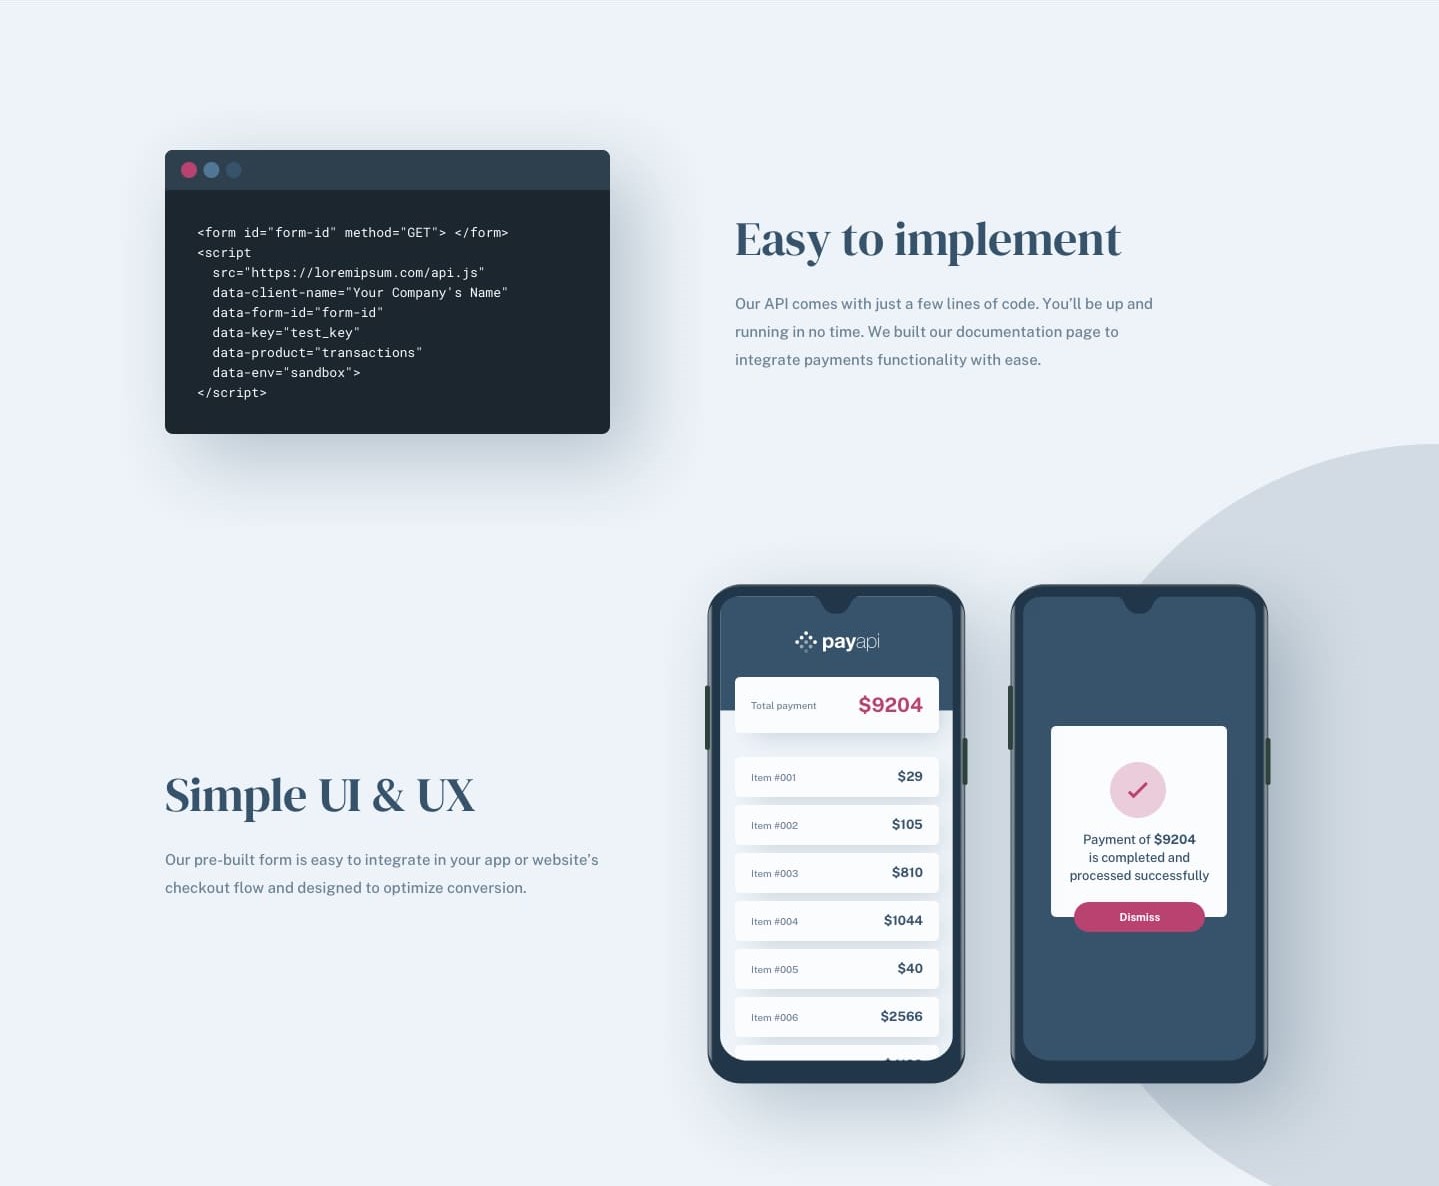 <form id="form-id" method="GET"> </form>
<script
src="https://loremipsum.com/api.js"
data-client-name="Your Company's Name"
data-form-id="form-id"
data-key="test_key"
data-product="transactions"
data-env="sandbox">
</script>
Easy to implement
Our API comes with just a few lines of code. You’ll be up and
running in no time. We built our documentation page to
integrate payments functionality with ease.
Simple UI & UX
Our pre-built form is easy to integrate in your app or website’s
checkout flow and designed to optimize conversion.
payapi
Total payment $9204
Item #001 $29
Item #002 $105
Item #003 $810
Item #004 $1044
Item #005 $40
Item #006 $2566
Payment of $9204
is completed and
processed successfully
Dismiss